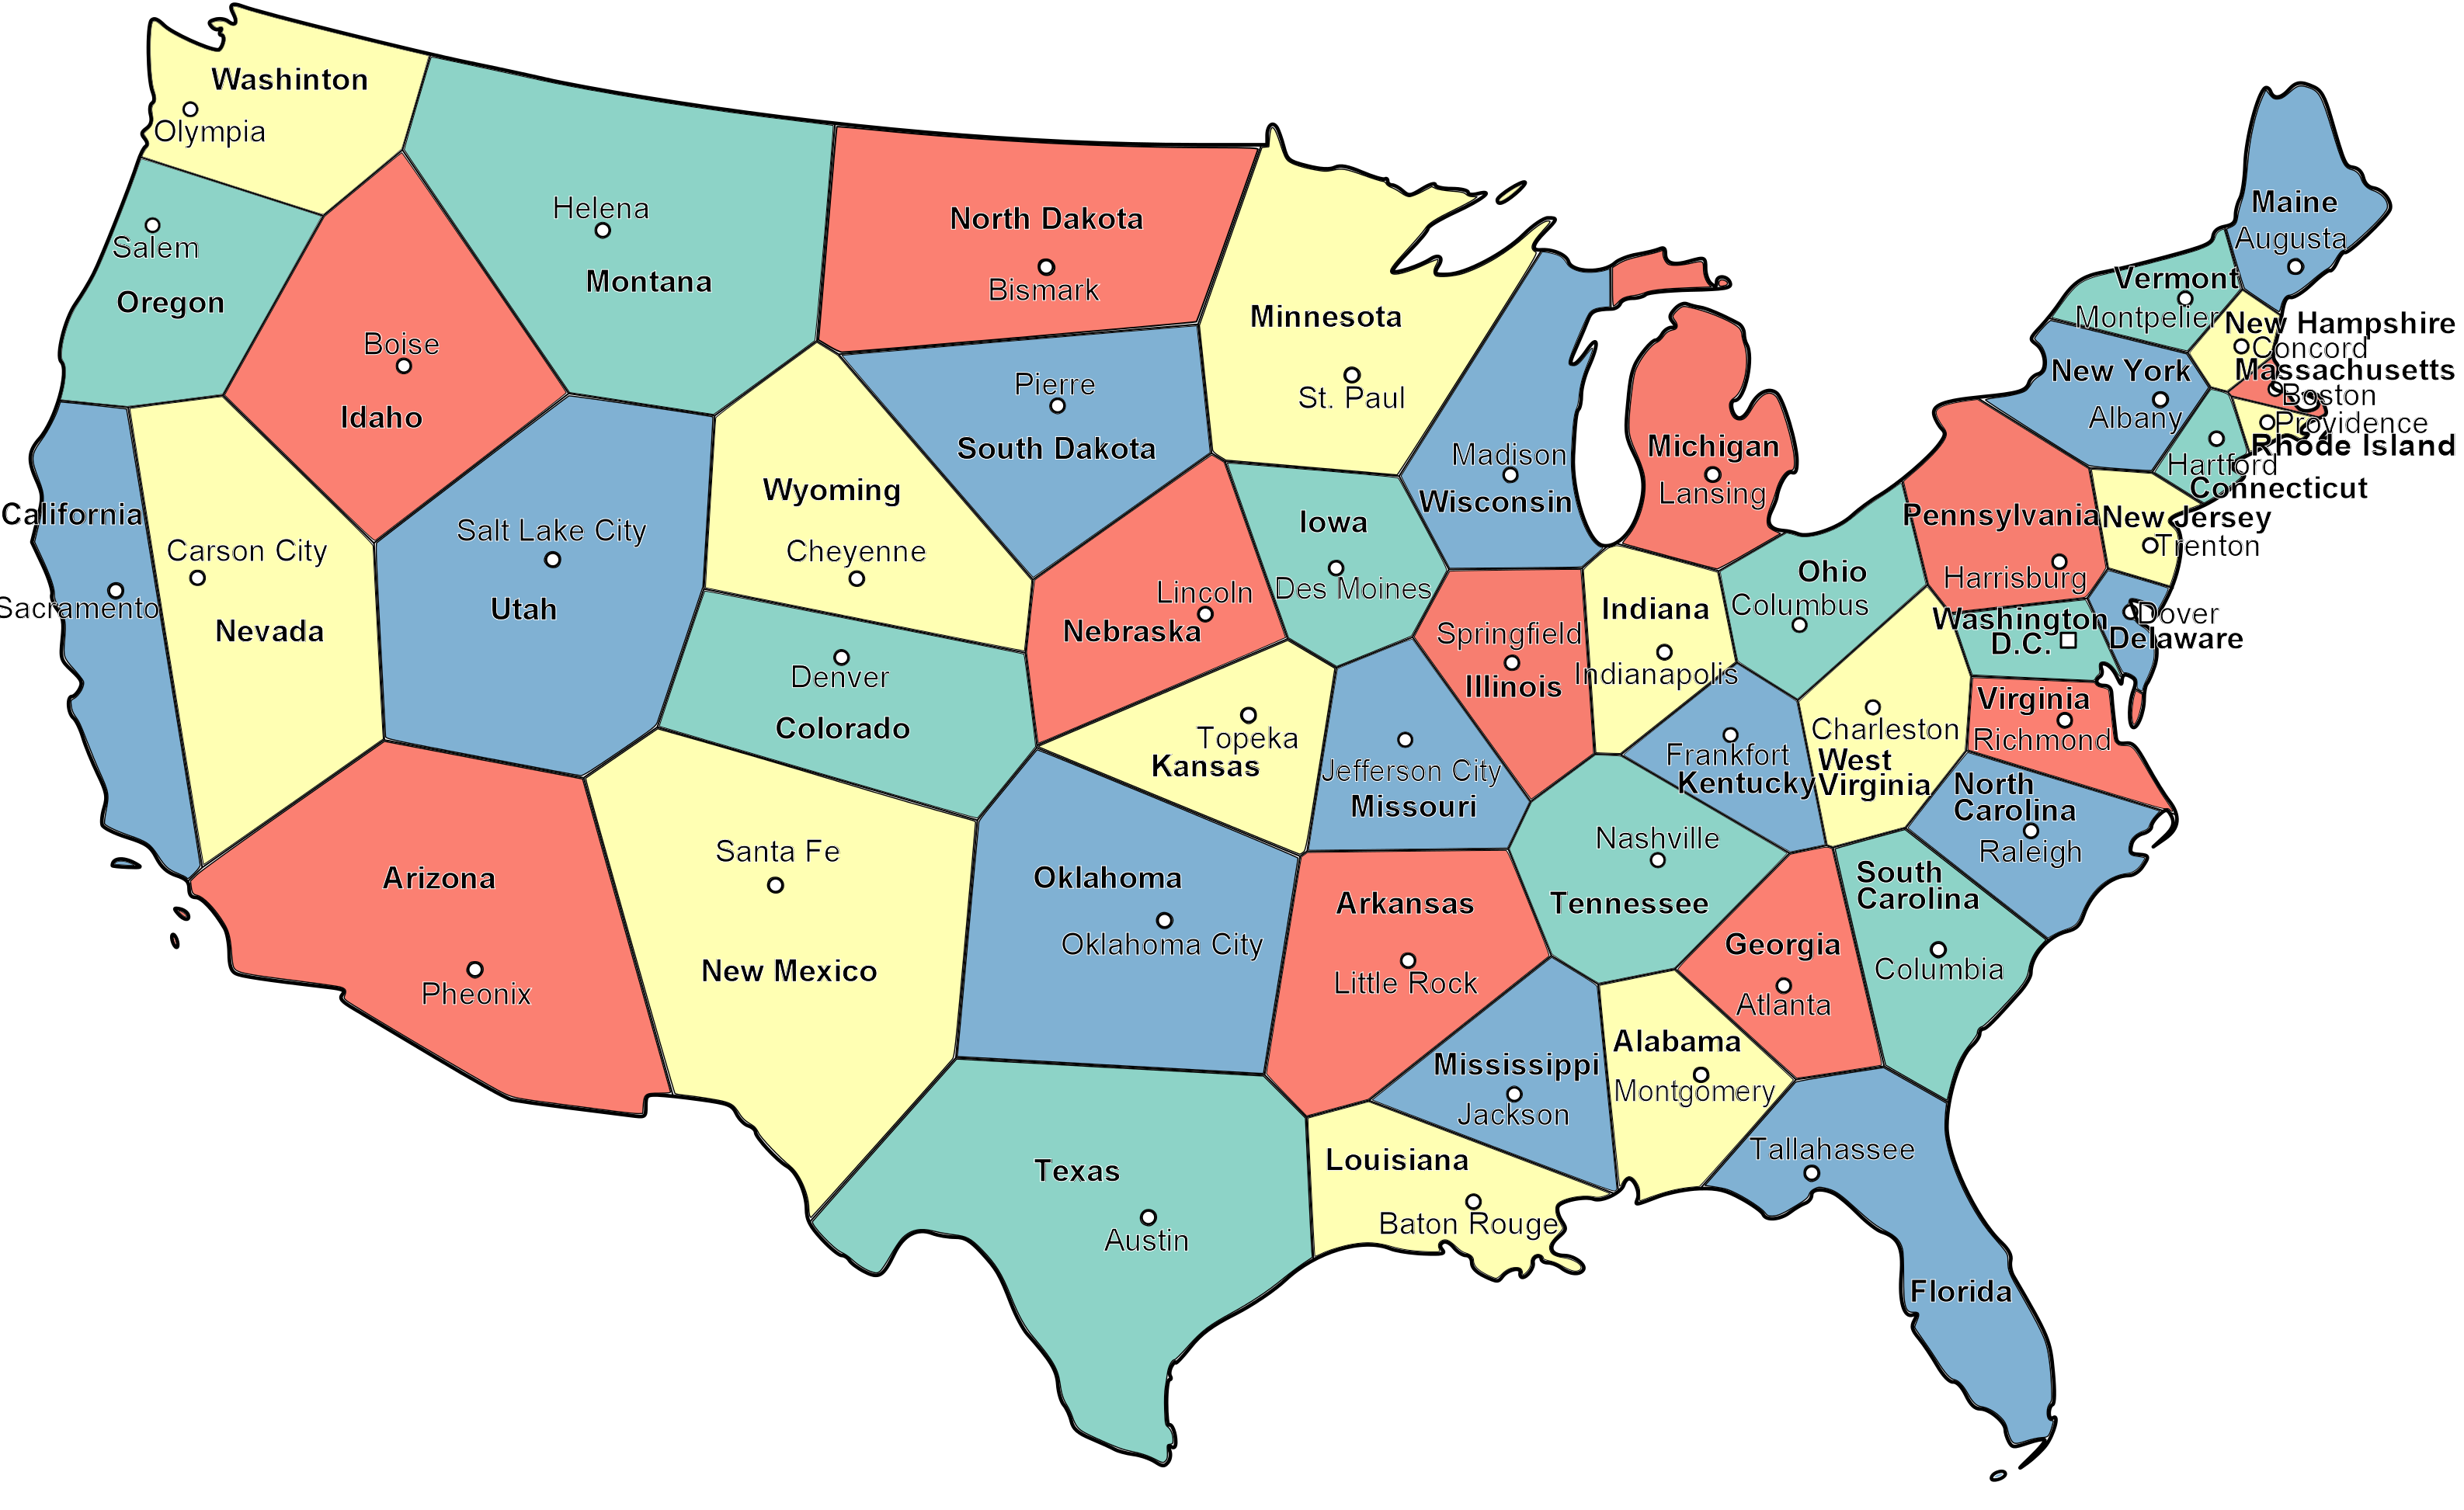 Washinton
Olympia
Salem
Oregon
Helena
Montana
Boise
Idaho
North Dakota
Bismark
Pierre
South Dakota
Minnesota
St. Paul
Madison
Wisconsin
Michigan
Lansing
Maine
Augusta
Vermont
Montpelier
New Hampshire
Concord
Massachusetts
Boston
New York
Albany
Providence
Rhode Island
Hartford
Connecticut
California
Sacramento
Carson City
Nevada
Salt Lake City
Utah
Wyoming
Cheyenne
Denver
Colorado
Lincoln
Nebraska
Iowa
Des Moines
Springfield
Illinois
Indiana
Indianapolis
Ohio
Columbus
Pennsylvania
Harrisburg
New Jersey
Trenton
Washington
D.C.
Dover
Delaware
Virginia
Richmond
Charleston
West
Virginia
Frankfort
Kentucky
North
Carolina
Raleigh
Topeka
Kansas
Jefferson City
Missouri
Nashville
Tennessee
South
Carolina
Columbia
Arizona
Pheonix
Santa Fe
New Mexico
Oklahoma
Oklahoma City
Arkansas
Little Rock
Georgia
Atlanta
Alabama
Montgomery
Mississippi
Jackson
Texas
Austin
Louisiana
Baton Rouge
Tallahassee
Florida